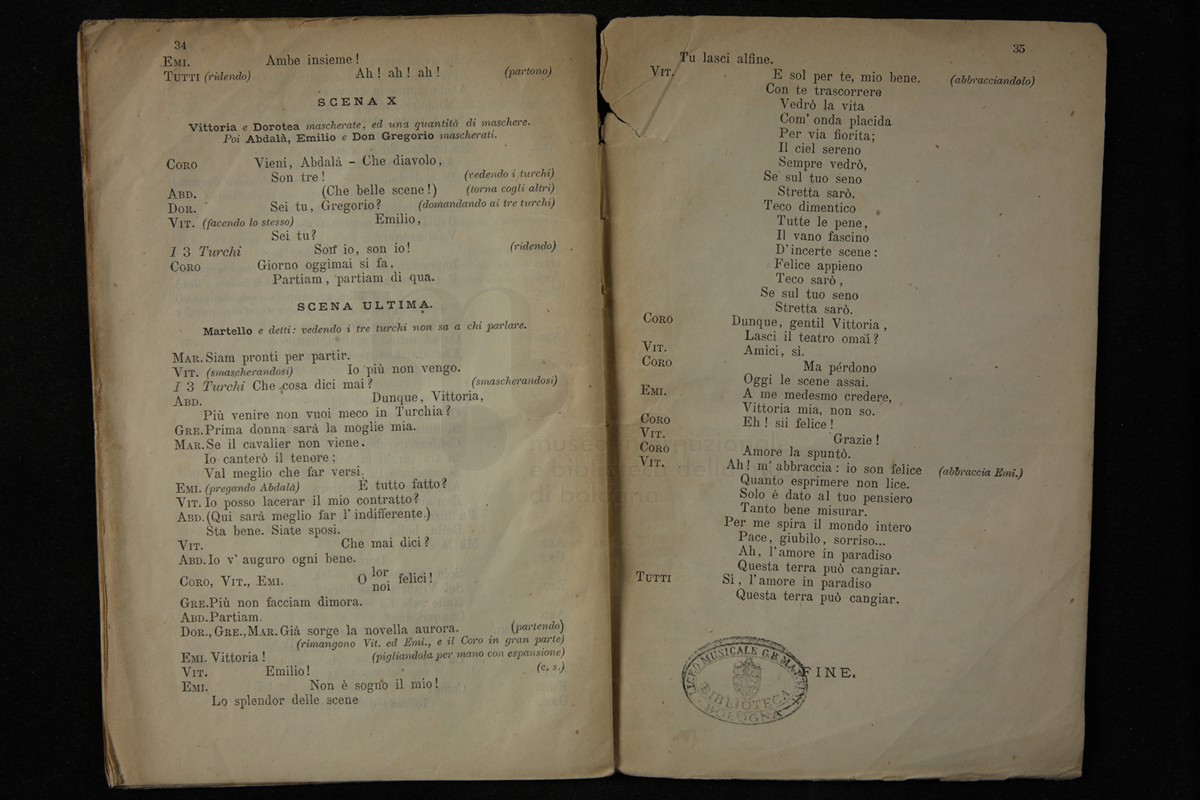 34
EMI. Ambe insieme!
TUTTI (ridendo) Ah! ah! ah! (partono)
SCENA X
Vittoria e Dorotea mascherate, ed una quantità di maschere.
Poi Abdalà, Emilio e Don Gregorio mascherati.
CORO Vieni, Abdalà – Che diavolo,
Son tre! (vedendo i turchi)
ABD. (Che belle scene!) (torna cogli altri)
DOR. Sei tu, Gregorio? (domandando ai tre turchi)
VIT. (facendo lo stesso) Emilio,
Sei tu?
I 3 Turchi Son io, son io! (ridendo)
CORO Giorno oggimai si fa,
Partiam, partiam di qua.
SCENA ULTIMA.
Martello e detti: vedendo i tre turchi non sa a chi parlare.
MAR. Siam pronti per partir.
VIT. (smascherandosi) Io più non vengo.
I 3 Turchi Che cosa dici mai? (smascherandosi)
ABD. Dunque, Vittoria,
Più venire non vuoi meco in Turchia?
GRE. Prima donna sarà la moglie mia.
MAR. Se il cavalier non viene.
Io canterò il tenore;
Val meglio che far versi.
EMI. (pregando Abdalà) È tutto fatto?
VIT. Io posso lacerar il mio contratto?
ABD. (Qui sarà meglio far l'indifferente.)
Sta bene. Siate sposi.
VIT. Che mai dici?
ABD. Io v' auguro ogni bene.
CORO, VIT., EMI. O lor noi felici!
GRE. Più non facciam dimora.
ABD. Partiam.
DOR., GRE., MAR. Già sorge la novella aurora. (partendo)
(rimangono Vit. ed Emi., e il Coro in gran parte)
EMI. Vittoria! (pigliandola per mano con espansione)
VIT. Emilio! (c. s.)
EMI. Non è sogno il mio!
Lo splendor delle scene
35
Tu lasci alfine.
VIT. E sol per te, mio bene. (abbracciandolo)
Con te trascorrere
Vedrò la vita
Com' onda placida
Per via fiorita;
Il ciel sereno
Sempre vedrò,
Se sul tuo seno
Stretta sarò.
Teco dimentico
Tutte le pene,
Il vano fascino
D'incerte scene:
Felice appieno
Teco sarò,
Se sul tuo seno
Stretta sarò.
CORO Dunque, gentil Vittoria,
Lasci il teatro omai?
VIT. Amici, sì.
CORO Ma pérdono
Oggi le scene assai.
EMI. A me medesmo credere,
Vittoria mia, non so.
CORO Eh! sii felice!
VIT. Grazie!
CORO Amore la spuntò.
VIT. Ah! m' abbraccia: io son felice (abbraccia Emi.)
Quanto esprimere non lice.
Solo è dato al tuo pensiero
Tanto bene misurar.
Per me spira il mondo intero
Pace, giubilo, sorriso...
Ah, l'amore in paradiso
Questa terra può cangiar.
TUTTI Sì, l'amore in paradiso
Questa terra può cangiar.
FINE.
LICEO MUSICALE G.B. MARTINI
BIBLIOTECA
BOLOGNA